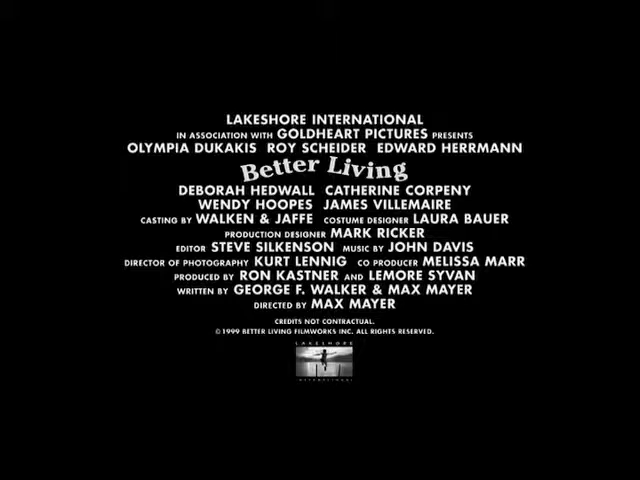 LAKESHORE INTERNATIONAL
IN ASSOCIATION WITH GOLDHEART PICTURES PRESENTS
OLYMPIA DUKAKIS ROY SCHEIDER EDWARD HERRMANN
Better Living
DEBORAH HEDWALL CATHERINE CORPENY
WENDY HOOPES JAMES VILLEMAIRE
CASTING BY WALKEN & JAFFE COSTUME DESIGNER LAURA BAUER
PRODUCTION DESIGNER MARK RICKER
EDITOR STEVE SILKENSON MUSIC BY JOHN DAVIS
DIRECTOR OF PHOTOGRAPHY KURT LENNIG CO PRODUCER MELISSA MARR
PRODUCED BY RON KASTNER AND LEMORE SYVAN
WRITTEN BY GEORGE F. WALKER & MAX MAYER
DIRECTED BY MAX MAYER
CREDITS NOT CONTRACTUAL.
© 1999 BETTER LIVING FILMWORKS INC. ALL RIGHTS RESERVED.
LAKESHORE
INTERNATIONAL